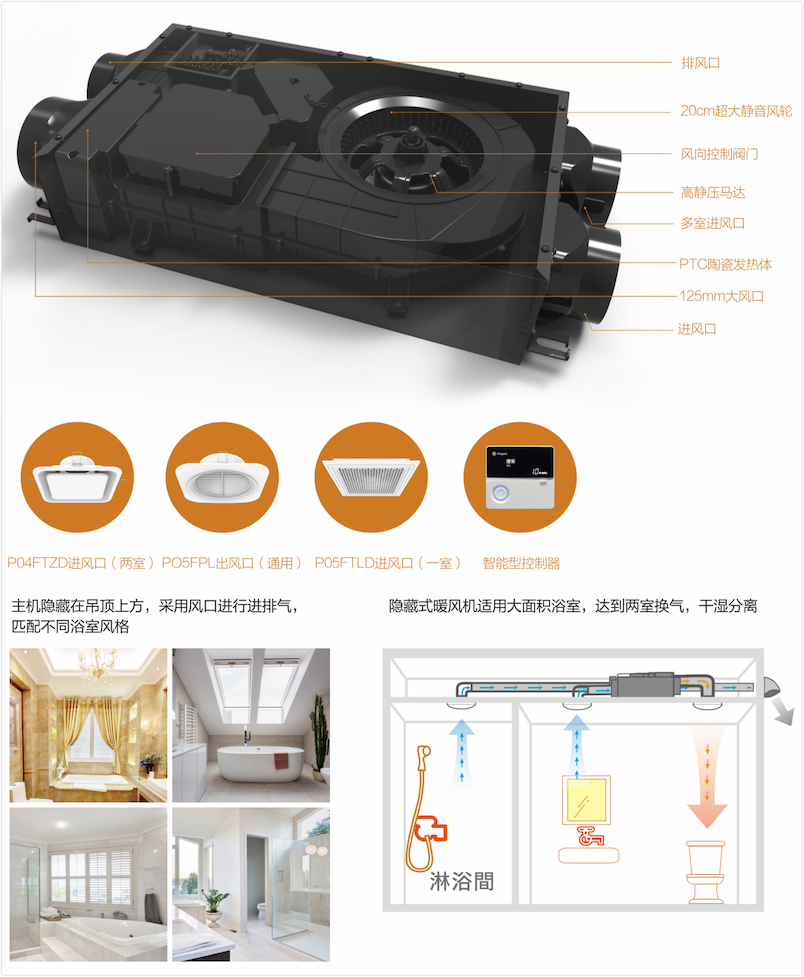 排风口
20cm超大静音风轮
风向控制阀门
高静压马达
多室进风口
PTC陶瓷发热体
125mm大风口
进风口
P04FTZD进风口（两室）
PO5FPL出风口（通用）
P05FTLD进风口（一室）
智能型控制器
主机隐藏在吊顶上方，采用风口进行进排气，
匹配不同浴室风格
隐藏式暖风机适用大面积浴室，达到两室换气，干湿分离
淋浴間